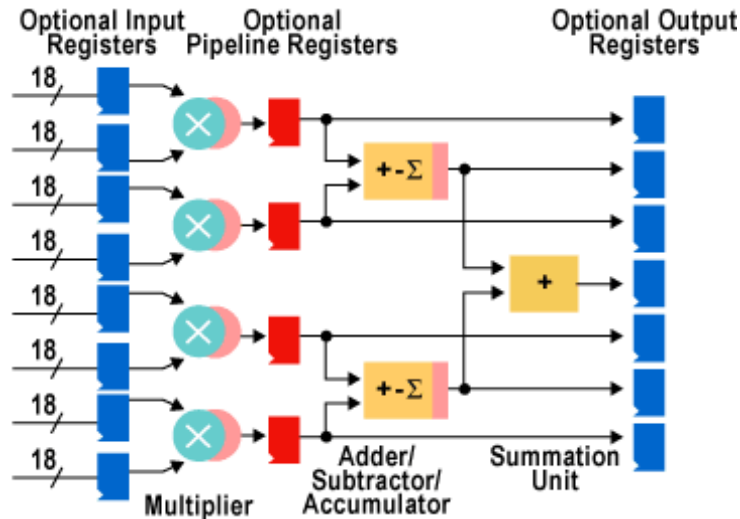 Optional Input
Registers
Optional
Pipeline Registers
Optional Output
Registers
18
18
18
18
18
18
18
18
+ - Σ
+
+ - Σ
Multiplier
Adder/
Subtractor/
Accumulator
Summation
Unit